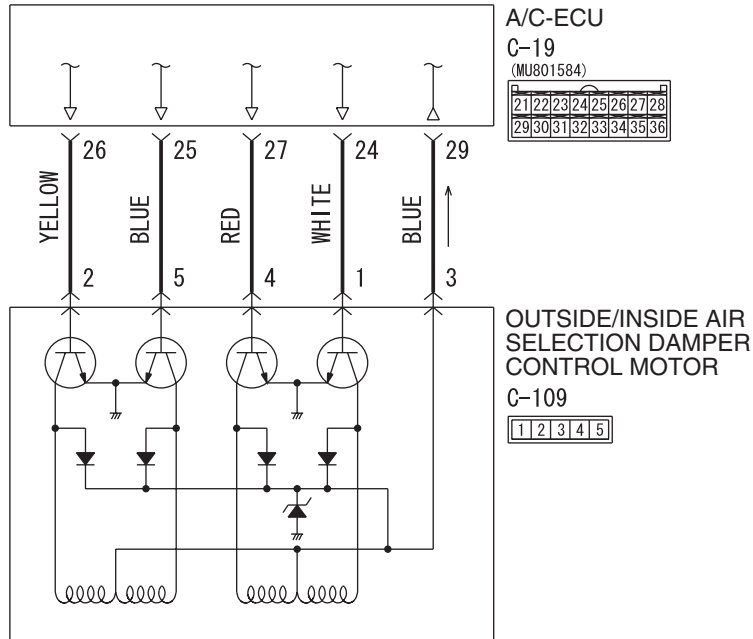 A/C-ECU
C-19
(MU801584)
21 22 23 24 25 26 27 28
29 30 31 32 33 34 35 36
26 25 27 24 29
YELLOW
BLUE
RED
WHITE
BLUE
2 5 4 1 3
OUTSIDE/INSIDE AIR
SELECTION DAMPER
CONTROL MOTOR
C-109
1 2 3 4 5